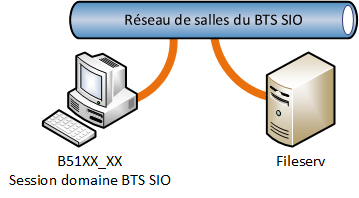 Réseau de salles du BTS SIO
B51XX_XX
Session domaine BTS SIO
Fileserv